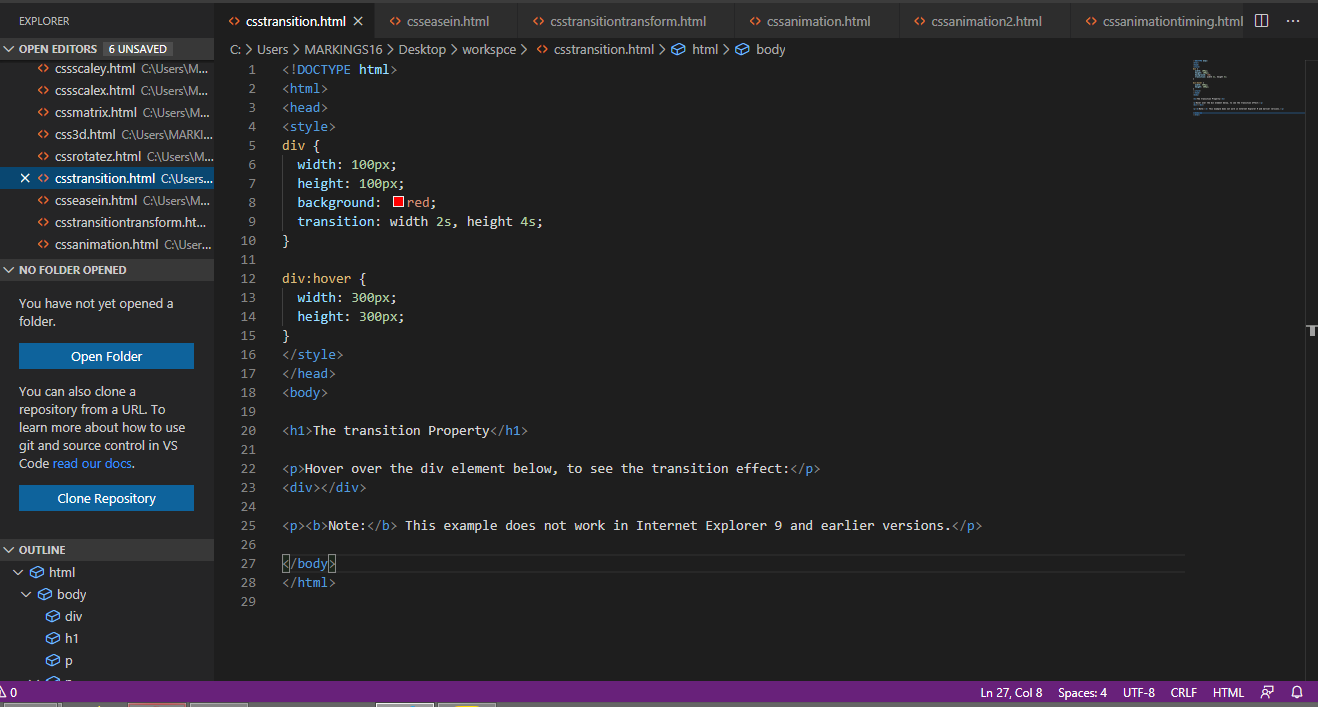 EXPLORER
csstransition.html
csseasein.html
csstransitiontransform.html
cssanimation.html
cssanimation2.html
cssanimationtiming.html
OPEN EDITORS 6 UNSAVED
cssscaley.html C:\Users\M...
cssscalex.html C:\Users\M...
cssmatrix.html C:\Users\M...
css3d.html C:\Users\MARKI...
cssrotatez.html C:\Users\M...
csstransition.html C:\Users...
csseasein.html C:\Users\M...
csstransitiontransform.ht...
cssanimation.html C:\User...
NO FOLDER OPENED
You have not yet opened a
folder.
Open Folder
You can also clone a
repository from a URL. To
learn more about how to use
git and source control in VS
Code read our docs.
Clone Repository
OUTLINE
html
body
div
h1
p
C: > Users > MARKINGS16 > Desktop > workspce > csstransition.html > html > body
1 <!DOCTYPE html>
2 <html>
3 <head>
4 <style>
5 div {
6 width: 100px;
7 height: 100px;
8 background: red;
9 transition: width 2s, height 4s;
10 }
11
12 div:hover {
13 width: 300px;
14 height: 300px;
15 }
16 </style>
17 </head>
18 <body>
19
20 <h1>The transition Property</h1>
21
22 <p>Hover over the div element below, to see the transition effect:</p>
23 <div></div>
24
25 <p><b>Note:</b> This example does not work in Internet Explorer 9 and earlier versions.</p>
26
27 </body>
28 </html>
29
0
Ln 27, Col 8
Spaces: 4
UTF-8
CRLF
HTML